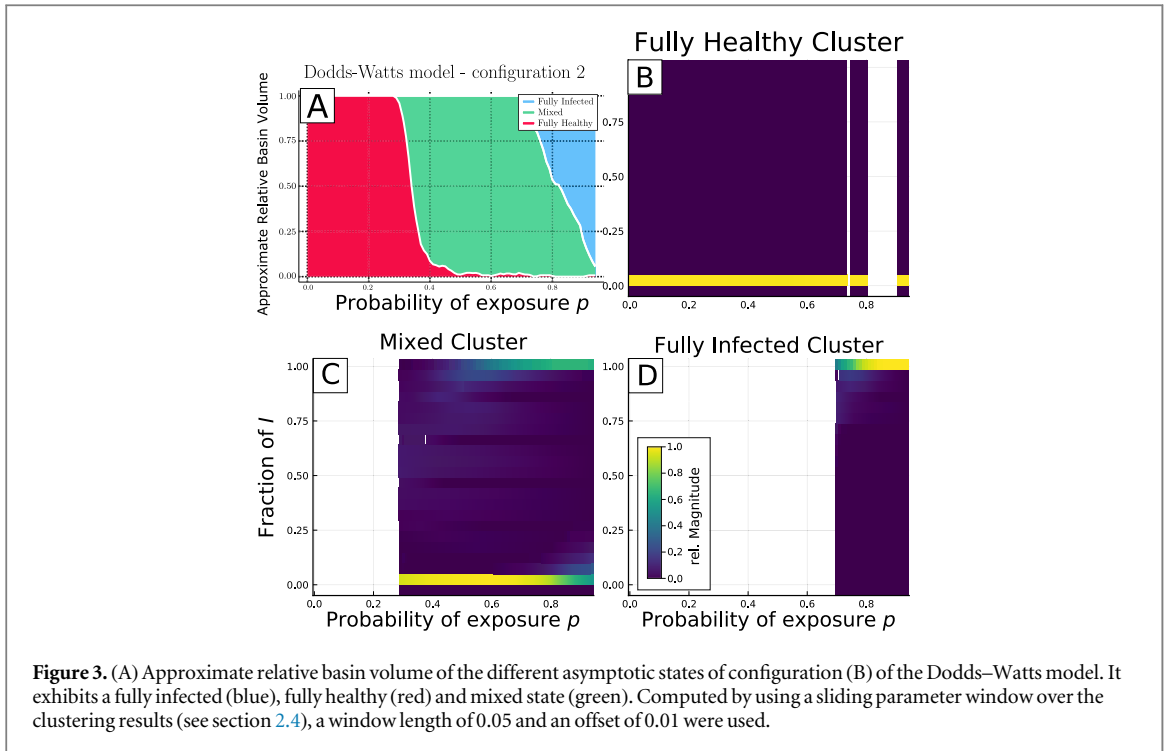 Fully Healthy Cluster
Dodds-Watts model - configuration 2
A
B
Fully Infected
Mixed
Fully Healthy
Approximate Relative Basin Volume
1.00
0.75
0.50
0.25
0.00
0.0 0.2 0.4 0.6 0.8
Probability of exposure p
0.75
0.50
0.25
0.00
0.0 0.2 0.4 0.6 0.8
Mixed Cluster
C
Fraction of I
1.00
0.75
0.50
0.25
0.00
0.0 0.2 0.4 0.6 0.8
Probability of exposure p
Fully Infected Cluster
D
1.00
0.75
0.50
0.25
0.00
1.0
0.8
0.6
0.4
0.2
0.0
rel. Magnitude
0.0 0.2 0.4 0.6 0.8
Probability of exposure p
Figure 3. (A) Approximate relative basin volume of the different asymptotic states of configuration (B) of the Dodds–Watts model. It
exhibits a fully infected (blue), fully healthy (red) and mixed state (green). Computed by using a sliding parameter window over the
clustering results (see section 2.4), a window length of 0.05 and an offset of 0.01 were used.